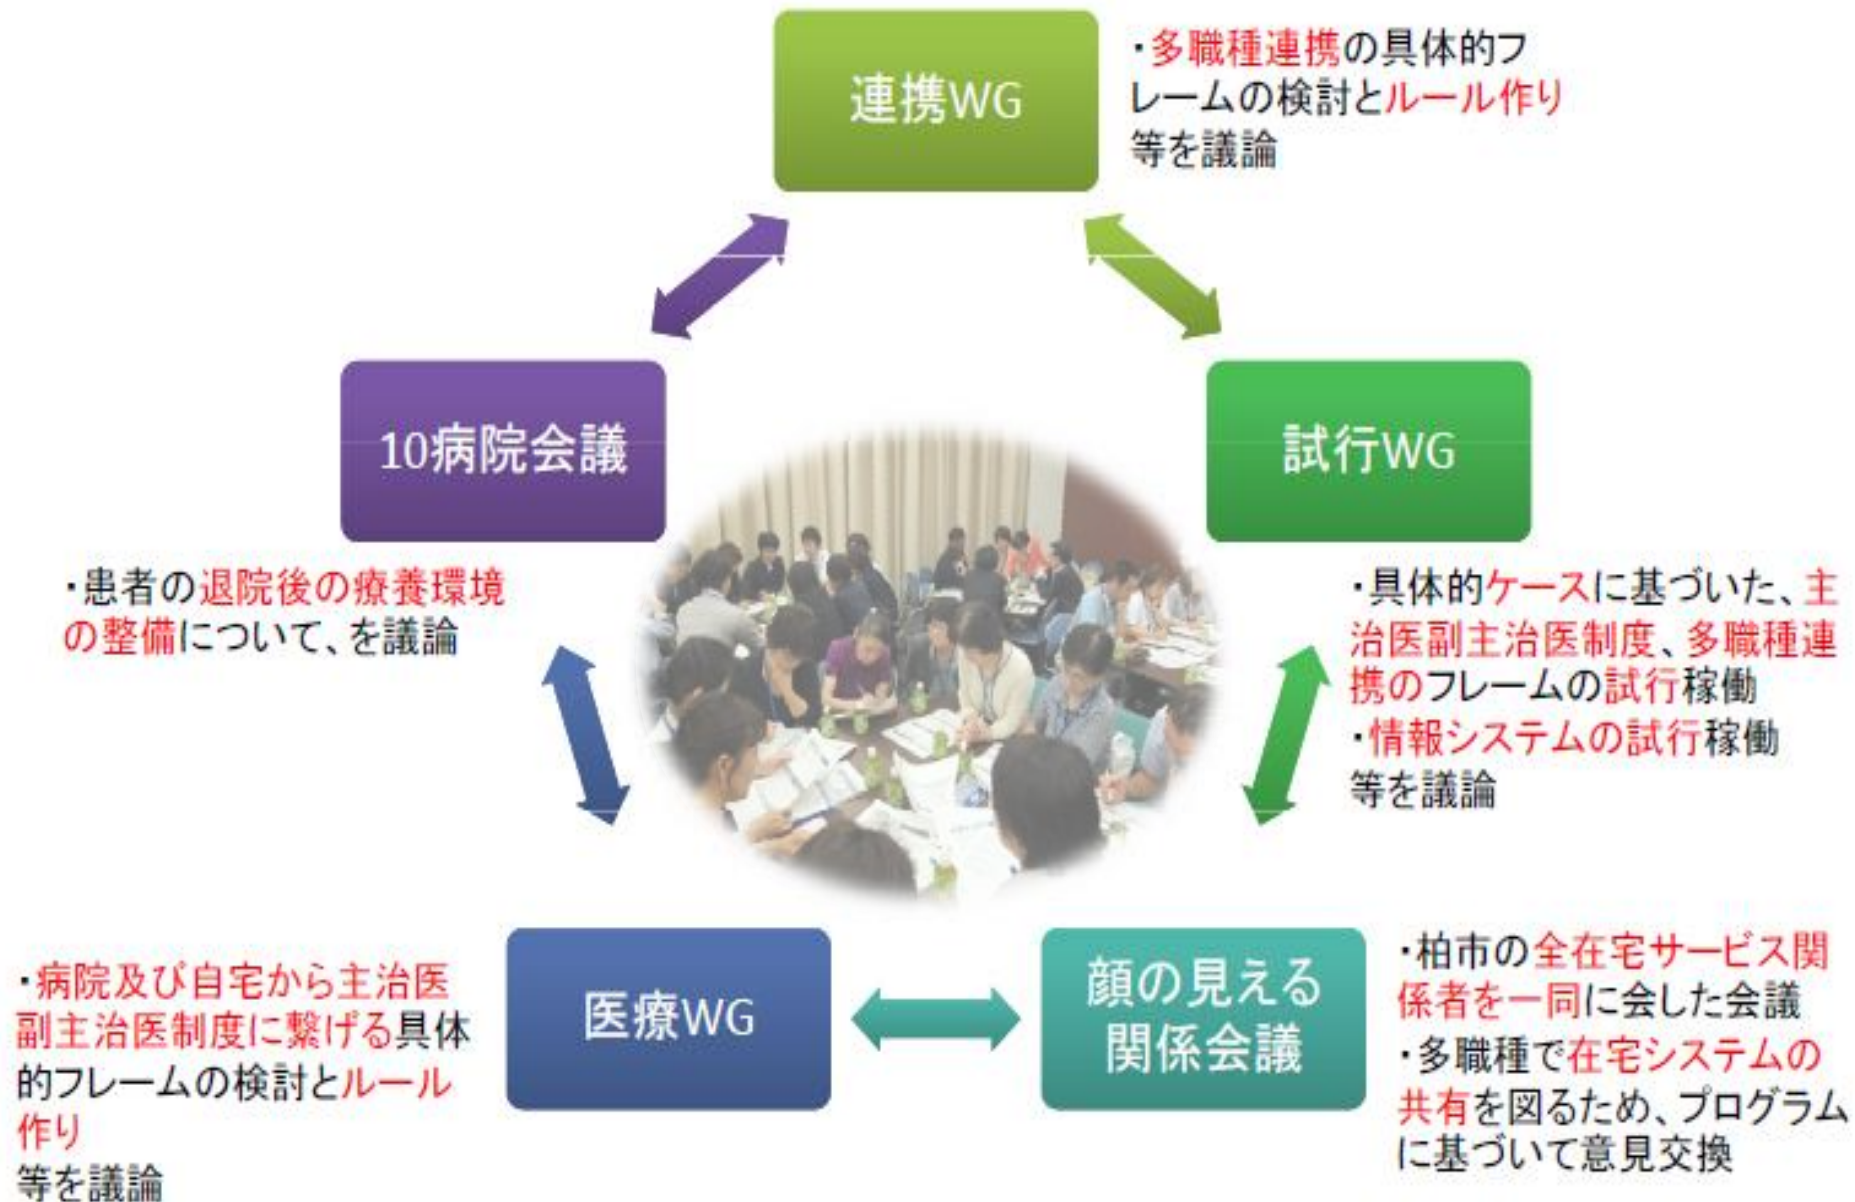 連携WG
・多職種連携の具体的フ
レームの検討とルール作り
等を議論
10病院会議
・患者の退院後の療養環境
の整備について、を議論
試行WG
・具体的ケースに基づいた、主
治医副主治医制度、多職種連
携のフレームの試行稼働
・情報システムの試行稼働
等を議論
医療WG
・病院及び自宅から主治医
副主治医制度に繋げる具体
的フレームの検討とルール
作り
等を議論
顔の見える
関係会議
・柏市の全在宅サービス関
係者を一同に会した会議
・多職種で在宅システムの
共有を図るため、プログラム
に基づいて意見交換